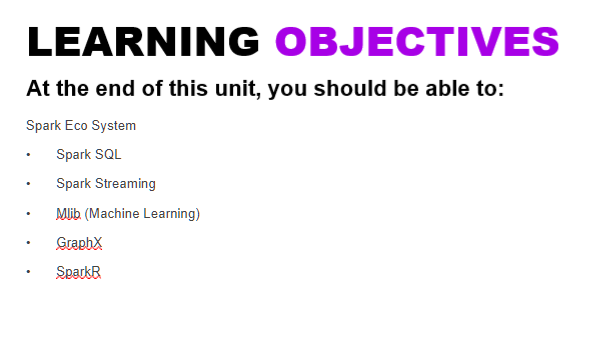 LEARNING OBJECTIVES
At the end of this unit, you should be able to:
Spark Eco System
• Spark SQL
• Spark Streaming
• Mlib (Machine Learning)
• GraphX
• SparkR